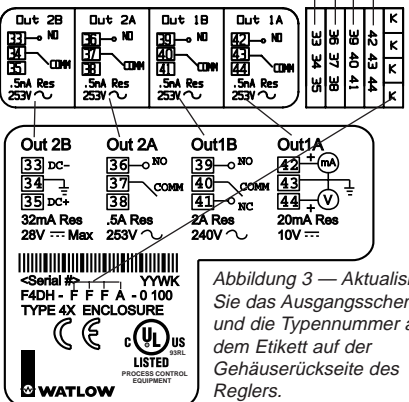 Out 2B Out 2A Out 1B Out 1A
33 NO 36 NO 39 NO 42 NO
34 37 40 43
35 COMM 38 COMM 41 COMM 44 COMM
.5nA Res .5nA Res .5nA Res .5nA Res
253V 253V 253V 253V
33 34 35
36 37 38
39 40 41
42 43 44
K
K
K
K
Out 2B Out 2A Out1B Out1A
33 DC- 36 NO 39 NO 42 + mA
34 37 COMM 40 COMM 43
35 DC+ 38 41 NC 44 + V
32mA Res .5A Res 2A Res 20mA Res
28V Max 253V 240V 10V
<Serial #> YYWK
F4DH - F F F A - 0 100
TYPE 4X ENCLOSURE
CE C UL US
93RL
LISTED
PROCESS CONTROL
EQUIPMENT
WATLOW
Abbildung 3 — Aktualis
Sie das Ausgangsscher
und die Typennummer a
dem Etikett auf der
Gehäuserückseite des
Reglers.